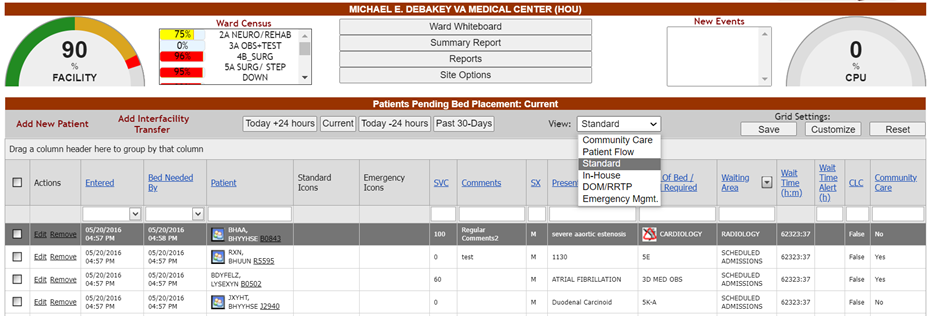 MICHAEL E. DEBAKEY VA MEDICAL CENTER (HOU)
90
%
FACILITY
Ward Census
75% 2A NEURO/REHAB
0% 3A OBS+TEST
96% 4B_SURG
95% 5A SURG/ STEP
DOWN
Ward Whiteboard
Summary Report
Reports
Site Options
New Events
0
%
CPU
Patients Pending Bed Placement: Current
Add New Patient
Add Interfacility
Transfer
Today +24 hours Current Today -24 hours Past 30-Days
View: Standard
Community Care
Patient Flow
Standard
In-House
DOM/RRTP
Emergency Mgmt.
Grid Settings:
Save Customize Reset
Drag a column header here to group by that column
Actions Entered Bed Needed By Patient Standard Icons Emergency Icons SVC Comments SX Presen Of Bed / Required Waiting Area Wait Time (h:m) Wait Time Alert (h) CLC Community Care
Edit Remove 05/20/2016 04:57 PM 05/20/2016 04:58 PM BHAA, BHYYHSE B0843 100 Regular Comments2 M severe aaortic estenosis CARDIOLOGY RADIOLOGY 62323:37 False No
Edit Remove 05/20/2016 04:57 PM 05/20/2016 04:57 PM RXN, BHUUN R5595 0 test M 1130 5E SCHEDULED ADMISSIONS 62323:37 False Yes
Edit Remove 05/20/2016 04:57 PM 05/20/2016 04:57 PM BDYFELZ, LYSEXYN B0502 60 M ATRIAL FIBRILLATION 3D MED OBS SCHEDULED ADMISSIONS 62323:37 False Yes
Edit Remove 05/20/2016 04:57 PM 05/20/2016 04:57 PM JXYHT, BHYYHSE J2940 0 M Duodenal Carcinoid 5K-A SCHEDULED ADMISSIONS 62323:37 False No